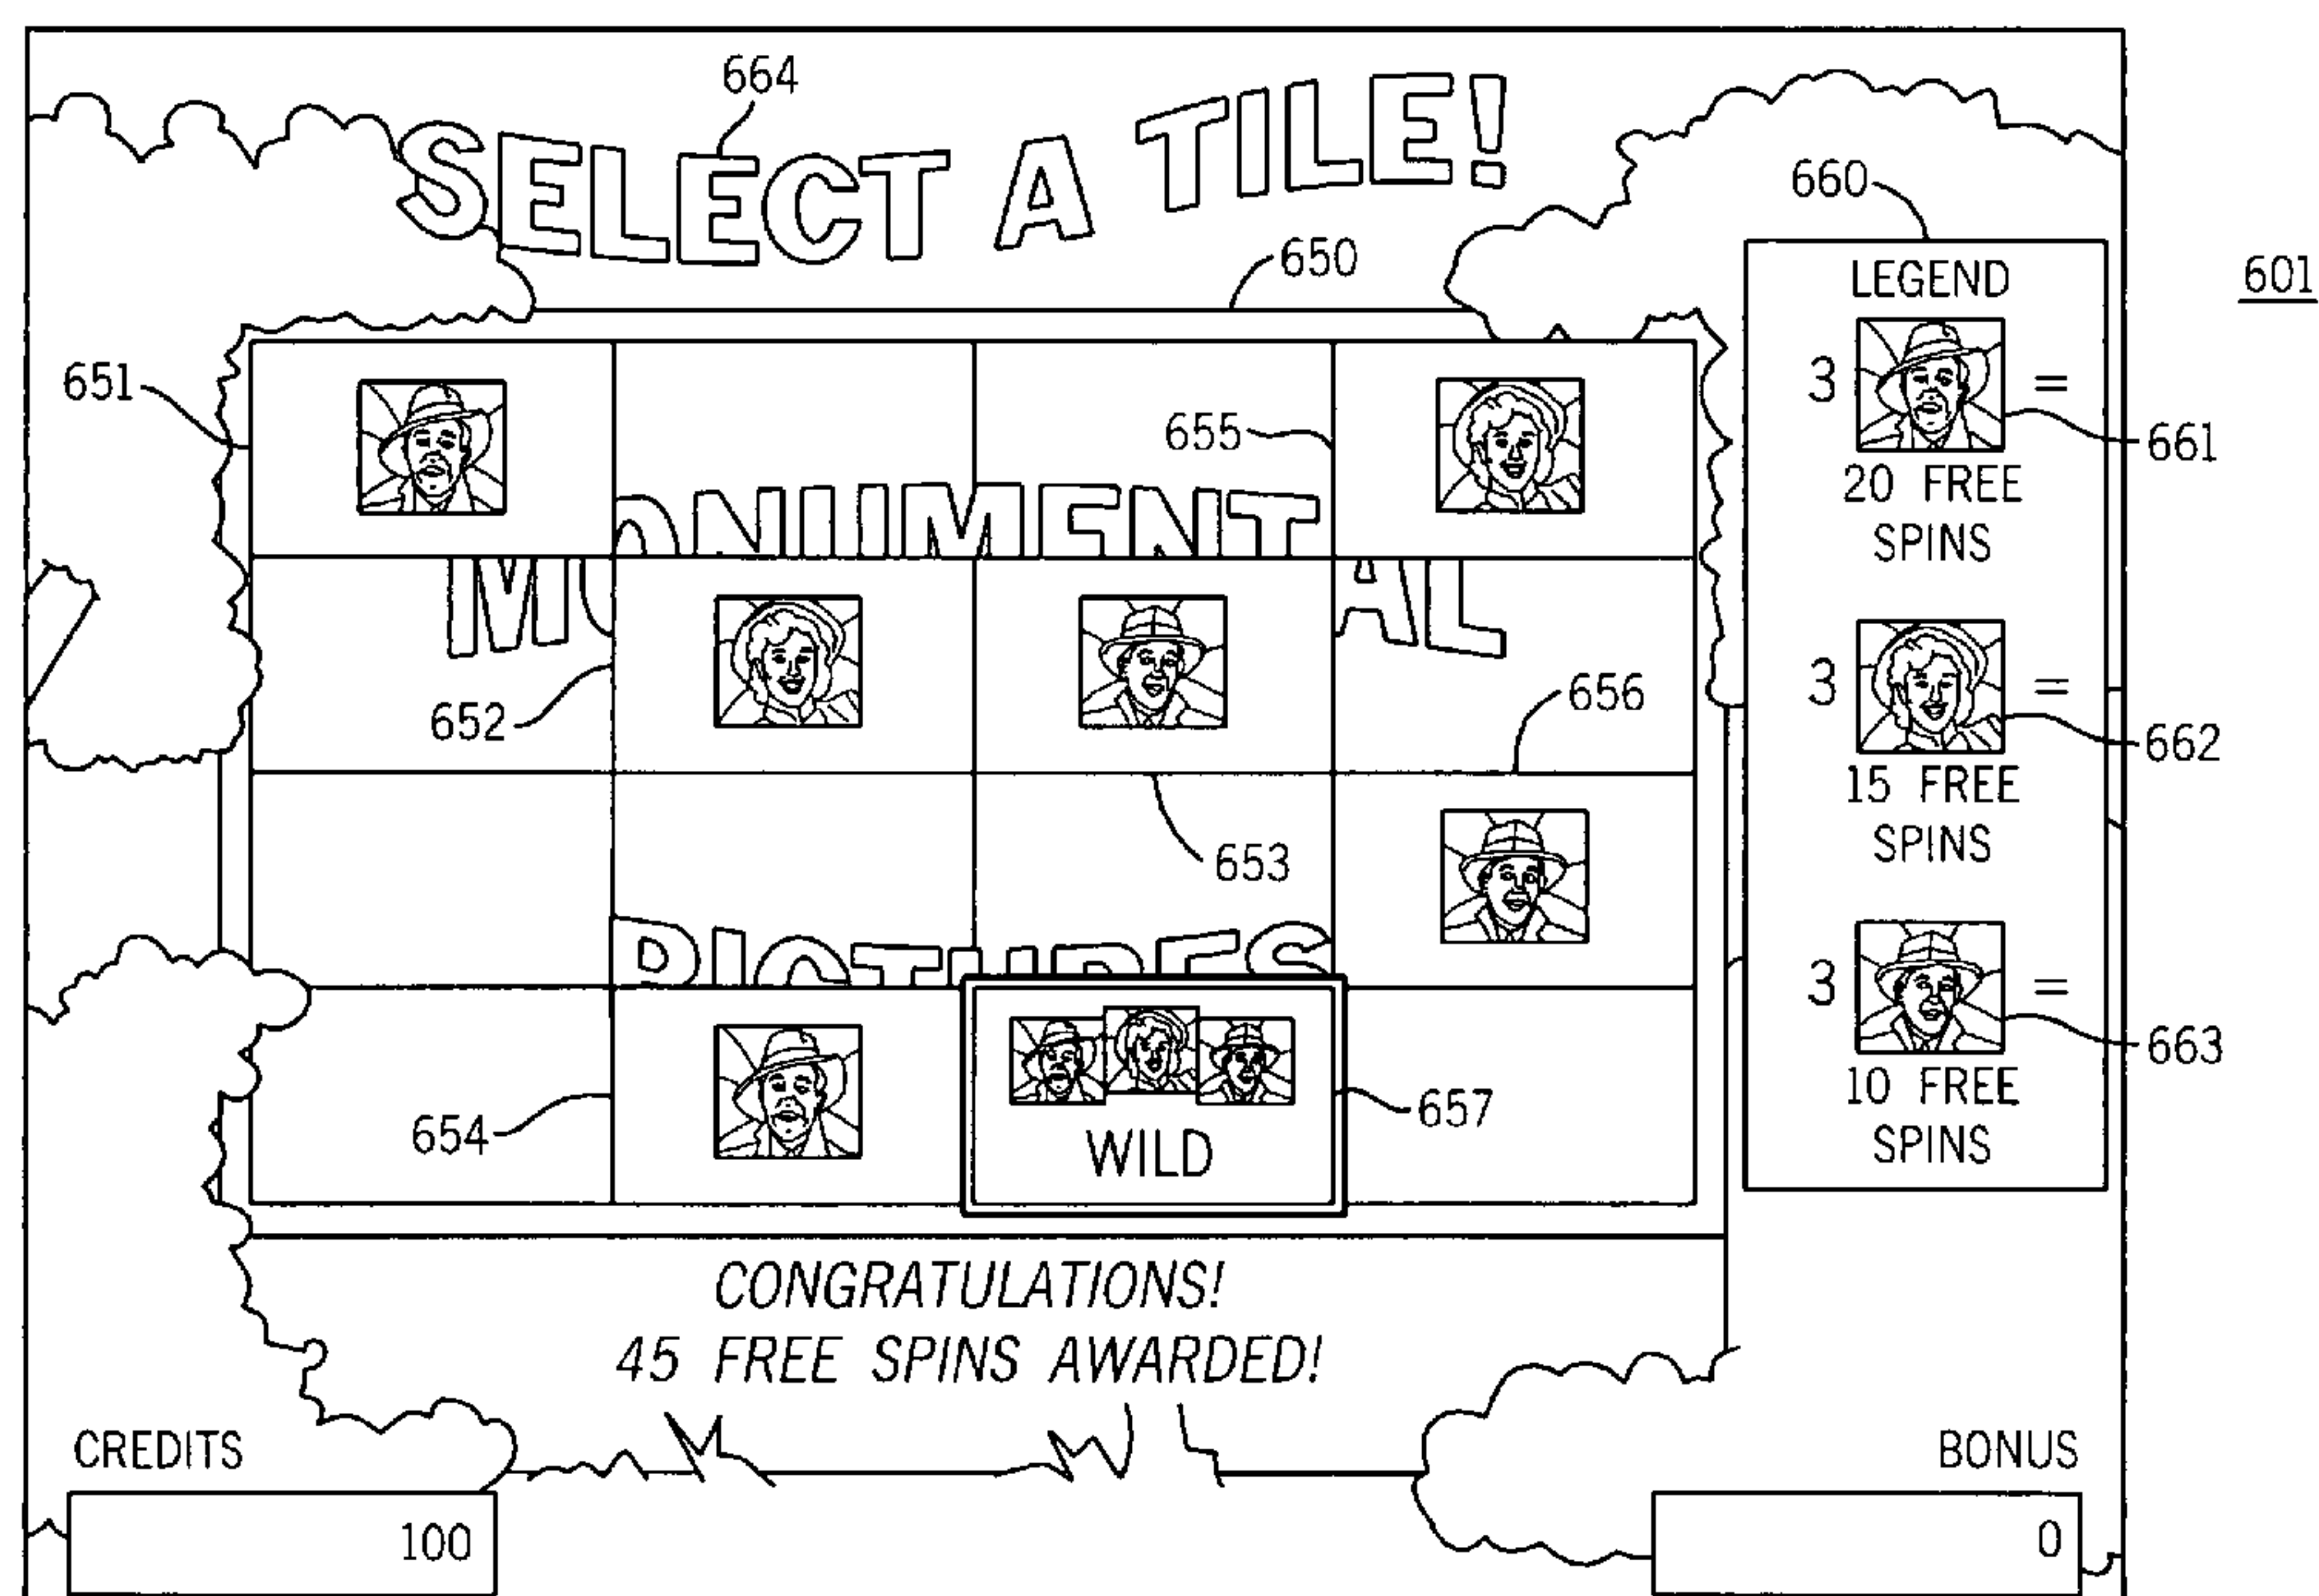 664
SELECT A TILE!
660
650
601
LEGEND
651
655
3 =
661
20 FREE
SPINS
MONUMENTAL
652
656
3 =
662
15 FREE
SPINS
653
PICTURES
3 =
663
10 FREE
SPINS
654
657
WILD
CONGRATULATIONS!
45 FREE SPINS AWARDED!
CREDITS
BONUS
100
0